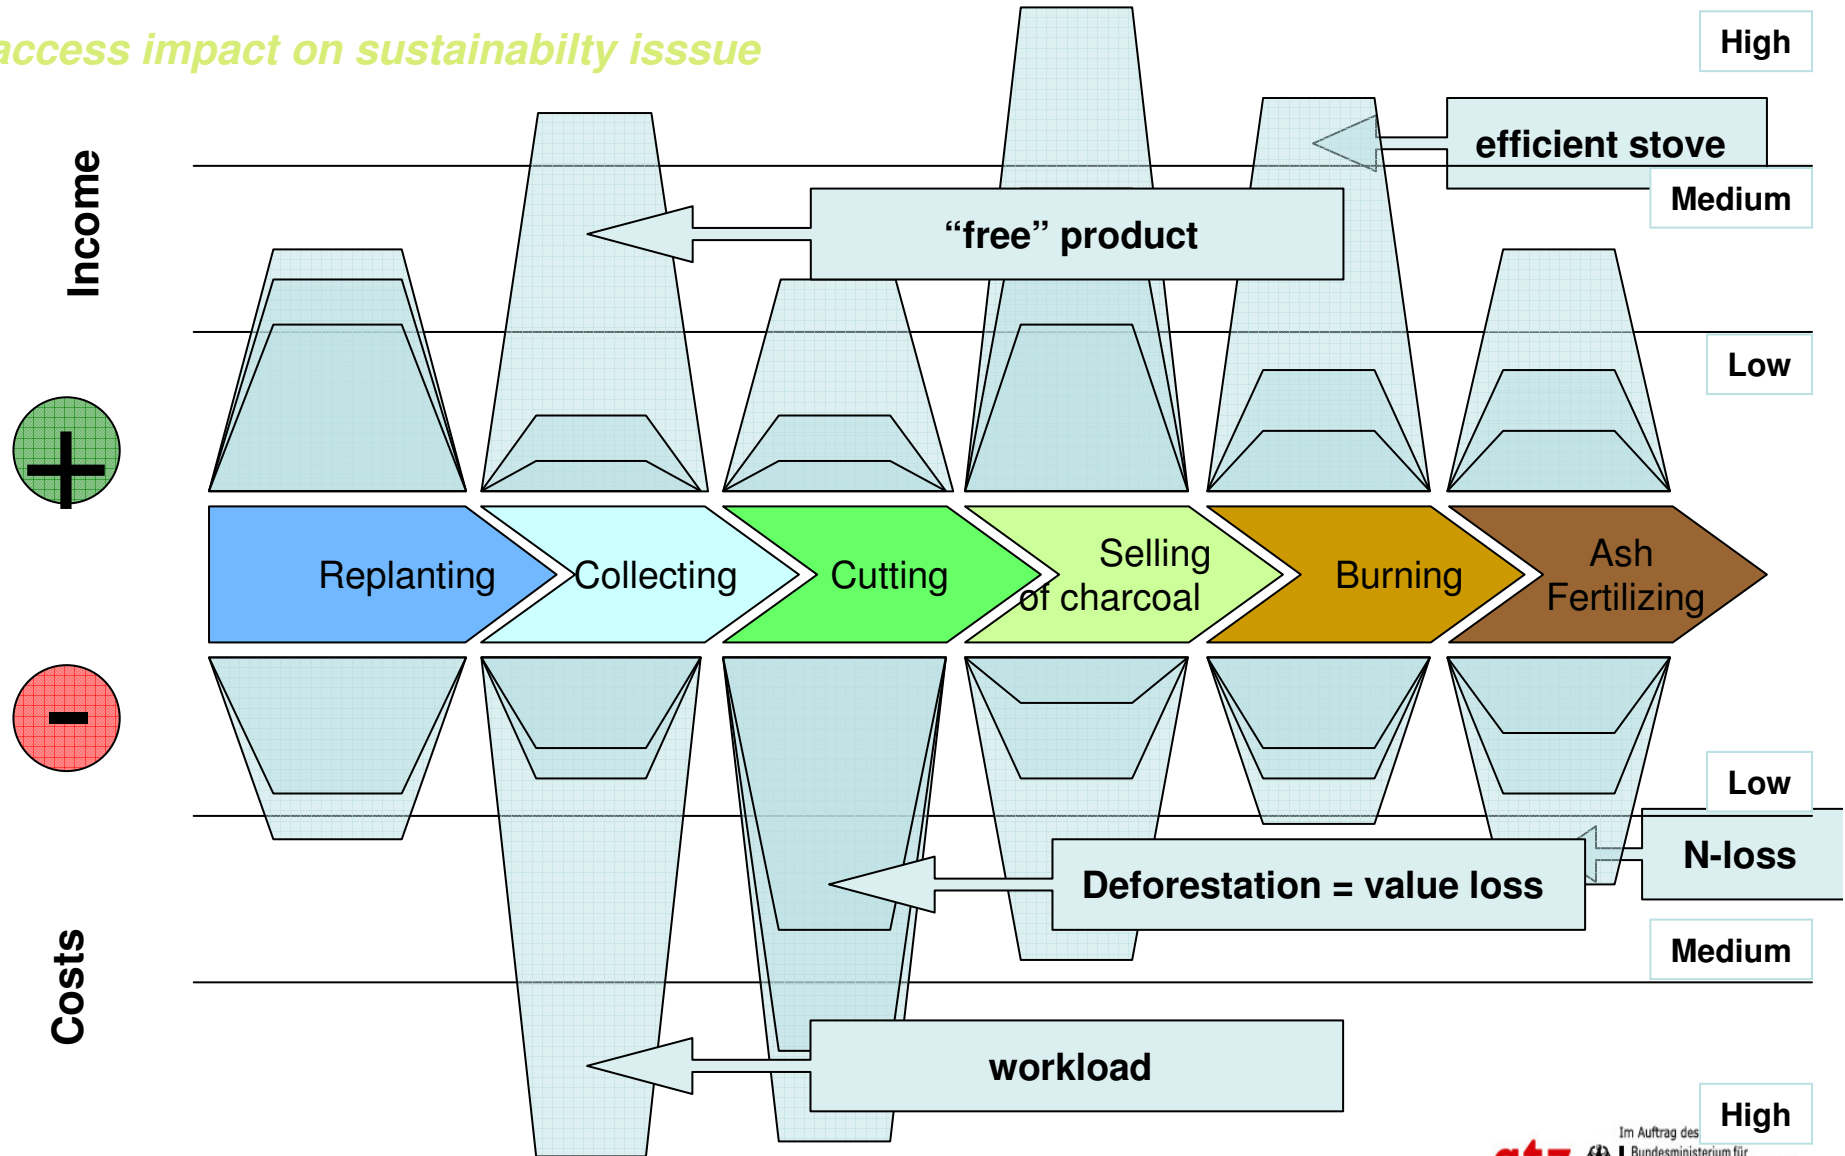 access impact on sustainabilty isssue
High
efficient stove
Medium
Income
“free” product
Low
+
Replanting
Collecting
Cutting
Selling
of charcoal
Burning
Ash
Fertilizing
-
Low
N-loss
Deforestation = value loss
Medium
Costs
workload
High
Im Auftrag des
Bundesministerium für
gtz